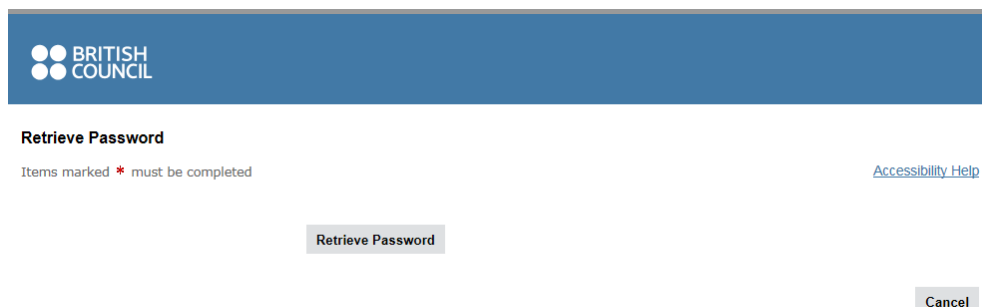 BRITISH
COUNCIL
Retrieve Password
Items marked * must be completed
Accessibility Help
Retrieve Password
Cancel